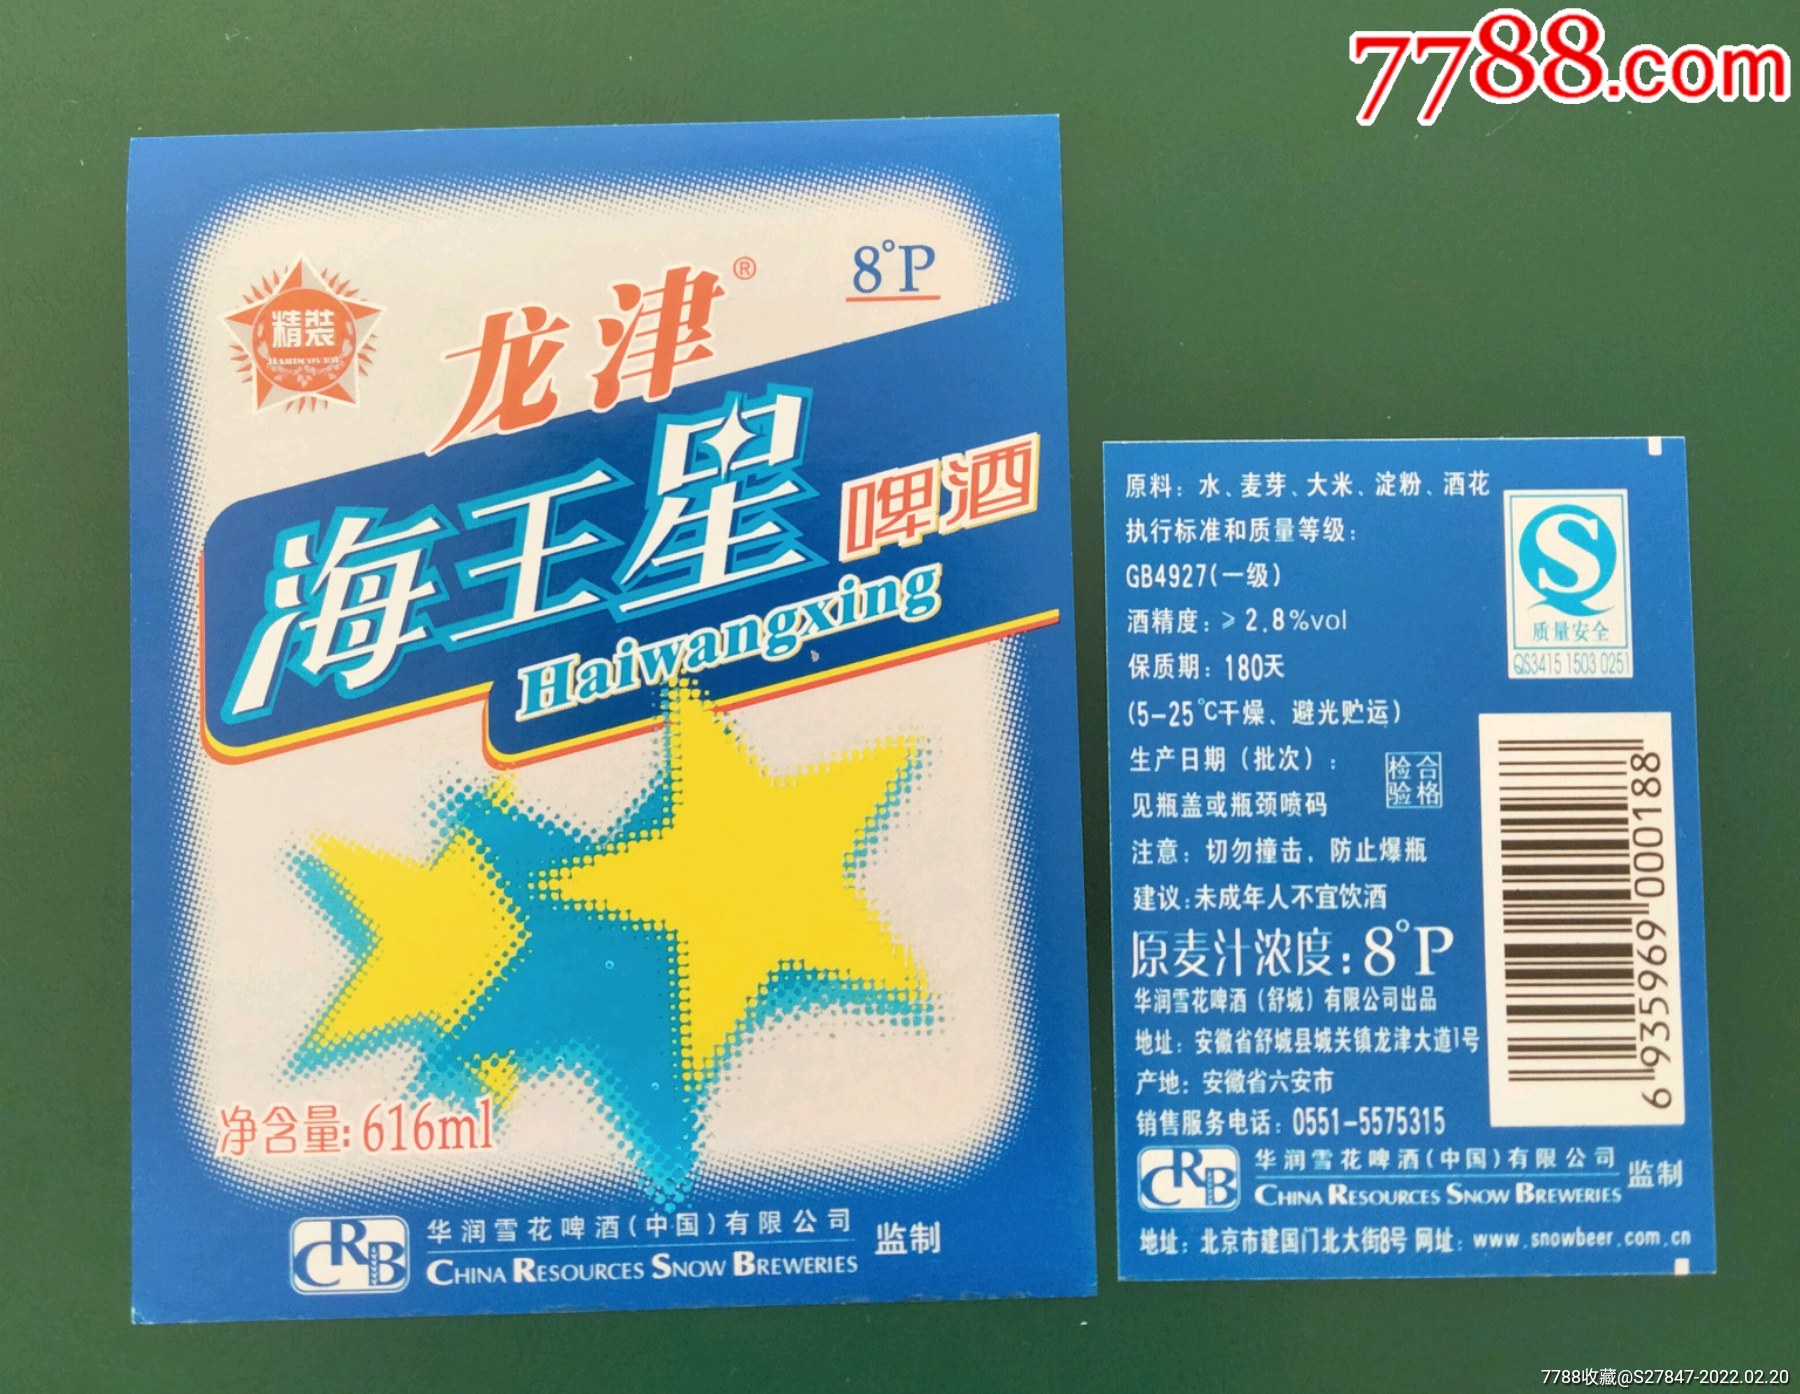 7788.com
精装
HARDCOVER
龙津®
8°P
海王星啤酒
Haiwangxing
净含量:616ml
CRB
华润雪花啤酒(中国)有限公司
CHINA RESOURCES SNOW BREWERIES
监制
原料：水、麦芽、大米、淀粉、酒花
执行标准和质量等级：
GB4927(一级)
酒精度：≥2.8%vol
保质期：180天
(5-25℃干燥、避光贮运)
生产日期（批次）：
见瓶盖或瓶颈喷码
检合
验格
注意：切勿撞击，防止爆瓶
建议:未成年人不宜饮酒
原麦汁浓度:8°P
华润雪花啤酒（舒城）有限公司出品
地址：安徽省舒城县城关镇龙津大道1号
产地：安徽省六安市
销售服务电话：0551-5575315
CRB
华润雪花啤酒(中国)有限公司
CHINA RESOURCES SNOW BREWERIES
监制
地址：北京市建国门北大街8号 网址：www.snowbeer.com.cn
S
质量安全
QS3415 1503 0251
6 935969 000188
7788收藏@S27847-2022.02.20